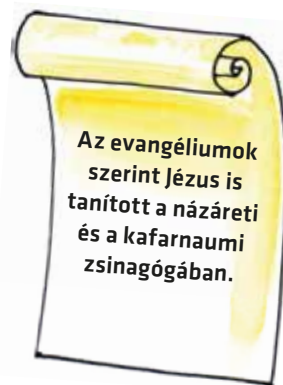 Az evangéliumok
szerint Jézus is
tanított a názáreti
és a kafarnaumi
zsinagógában.